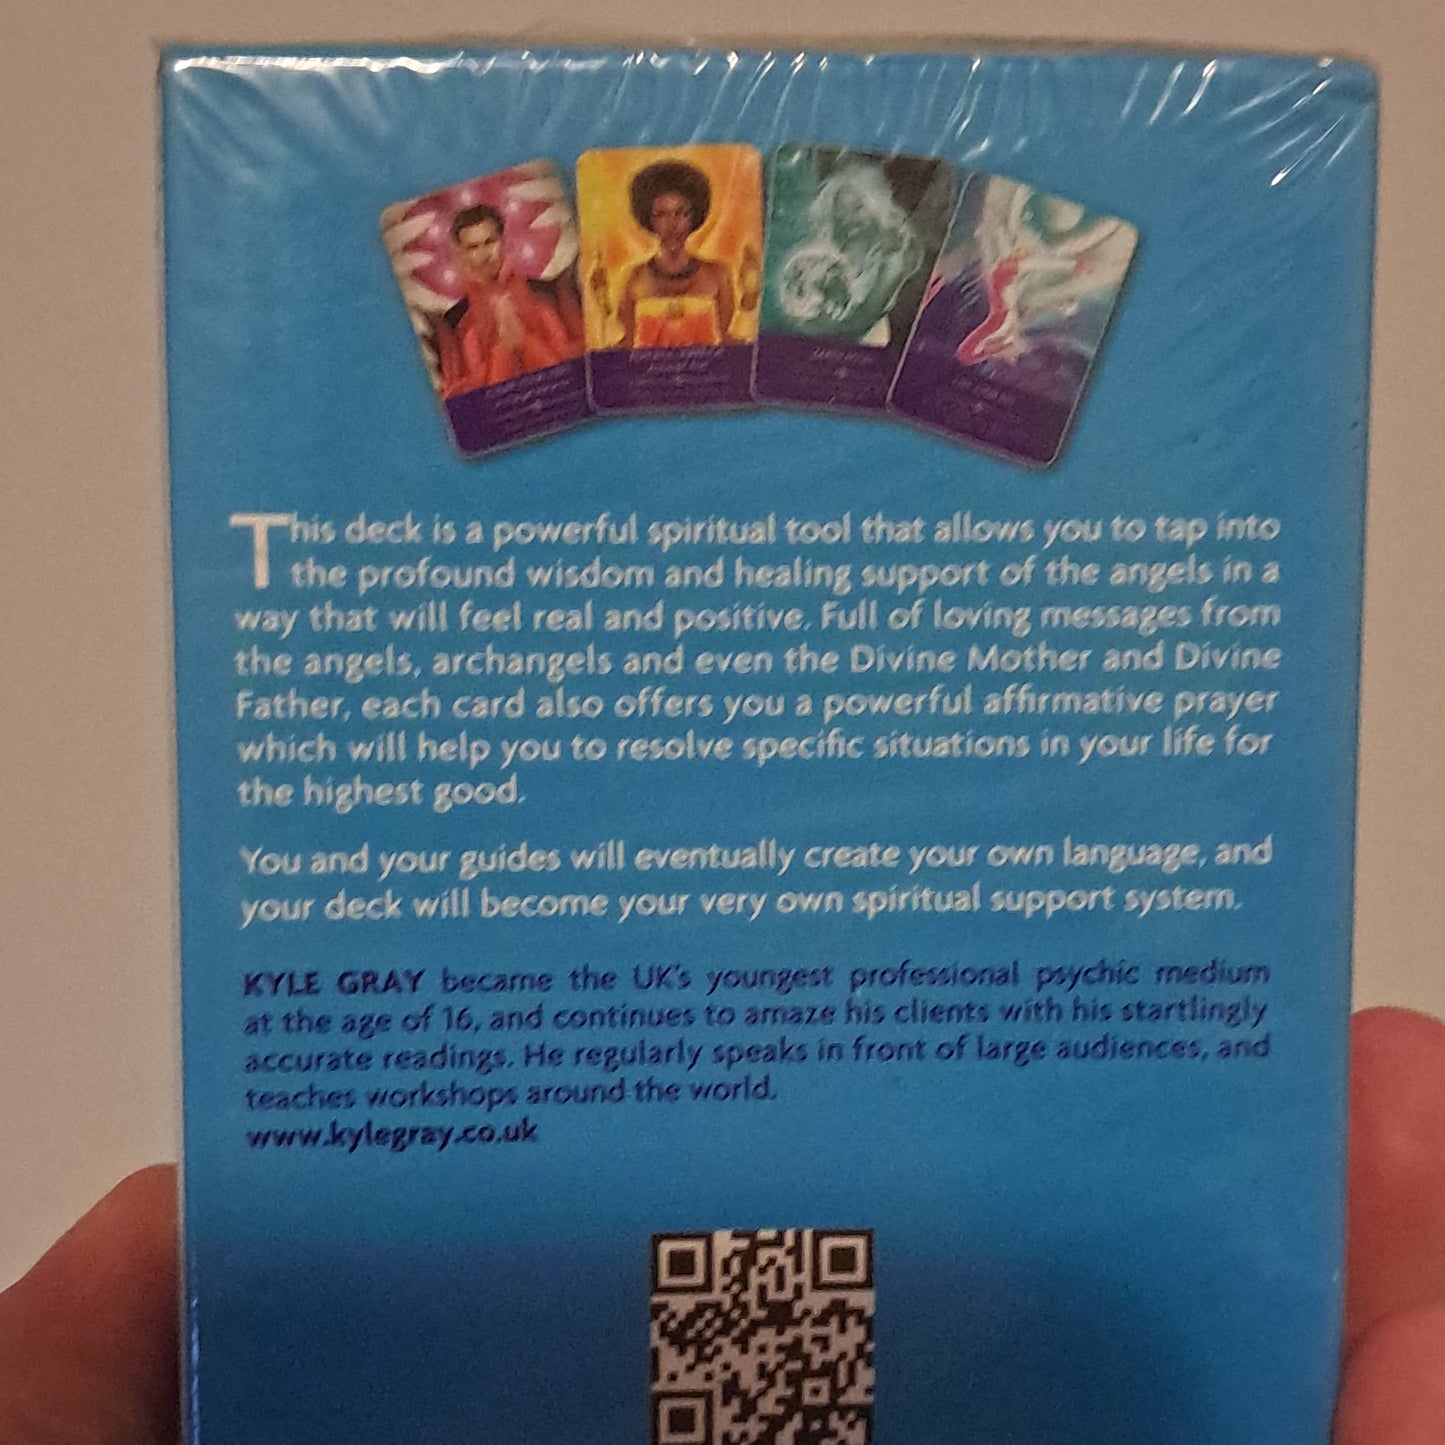 This deck is a powerful spiritual tool that allows you to tap into
the profound wisdom and healing support of the angels in a
way that will feel real and positive. Full of loving messages from
the angels, archangels and even the Divine Mother and Divine
Father, each card also offers you a powerful affirmative prayer
which will help you to resolve specific situations in your life for
the highest good.
You and your guides will eventually create your own language, and
your deck will become your very own spiritual support system.
KYLE GRAY became the UK's youngest professional psychic medium
at the age of 16, and continues to amaze his clients with his startlingly
accurate readings. He regularly speaks in front of large audiences, and
teaches workshops around the world.
www.kylegray.co.uk